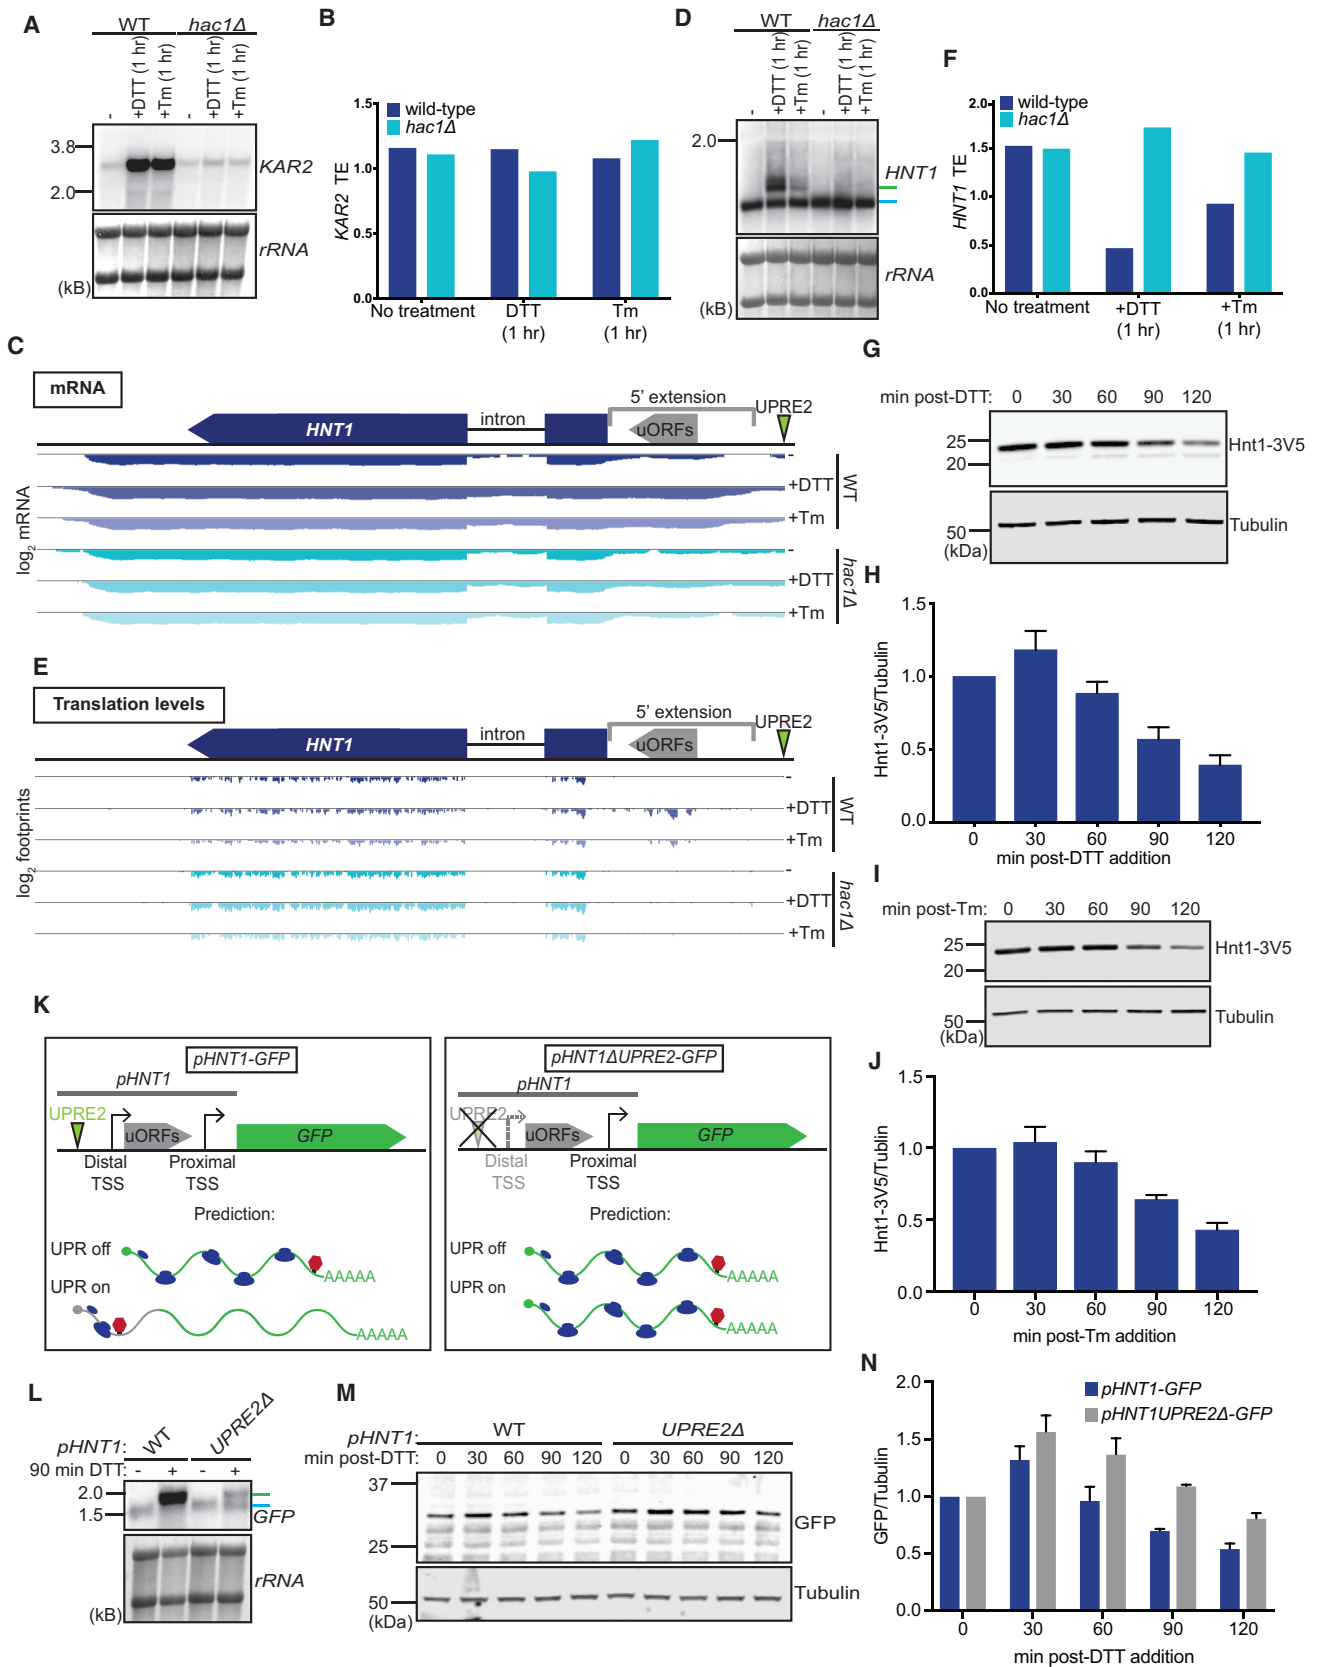 A
WT
hac1Δ
-
+DTT (1 hr)
+Tm (1 hr)
-
+DTT (1 hr)
+Tm (1 hr)
3.8
2.0
KAR2
rRNA
(kB)
B
KAR2 TE
1.5
1.0
0.5
0.0
wild-type
hac1Δ
No treatment
DTT
(1 hr)
Tm
(1 hr)
D
WT
hac1Δ
-
+DTT (1 hr)
+Tm (1 hr)
-
+DTT (1 hr)
+Tm (1 hr)
2.0
HNT1
rRNA
(kB)
F
HNT1 TE
2.0
1.5
1.0
0.5
0.0
wild-type
hac1Δ
No treatment
+DTT
(1 hr)
+Tm
(1 hr)
C
mRNA
HNT1
intron
5' extension
uORFs
UPRE2
log2 mRNA
-
+DTT
+Tm
WT
-
+DTT
+Tm
hac1Δ
E
Translation levels
HNT1
intron
5' extension
uORFs
UPRE2
log2 footprints
-
+DTT
+Tm
WT
-
+DTT
+Tm
hac1Δ
G
min post-DTT: 0 30 60 90 120
25
20
Hnt1-3V5
50
(kDa)
Tubulin
H
Hnt1-3V5/Tubulin
1.5
1.0
0.5
0.0
0 30 60 90 120
min post-DTT addition
I
min post-Tm: 0 30 60 90 120
25
20
Hnt1-3V5
50
(kDa)
Tubulin
J
Hnt1-3V5/Tublin
1.5
1.0
0.5
0.0
0 30 60 90 120
min post-Tm addition
K
pHNT1-GFP
pHNT1
UPRE2
uORFs
GFP
Distal
TSS
Proximal
TSS
Prediction:
UPR off
AAAAA
UPR on
AAAAA
pHNT1ΔUPRE2-GFP
pHNT1
UPRE2
uORFs
GFP
Distal
TSS
Proximal
TSS
Prediction:
UPR off
AAAAA
UPR on
AAAAA
L
pHNT1: WT UPRE2Δ
90 min DTT: - + - +
2.0
1.5
GFP
rRNA
(kB)
M
pHNT1: WT UPRE2Δ
min post-DTT: 0 30 60 90 120 0 30 60 90 120
37
25
GFP
50
(kDa)
Tubulin
N
GFP/Tubulin
2.0
1.5
1.0
0.5
0.0
pHNT1-GFP
pHNT1UPRE2Δ-GFP
0 30 60 90 120
min post-DTT addition